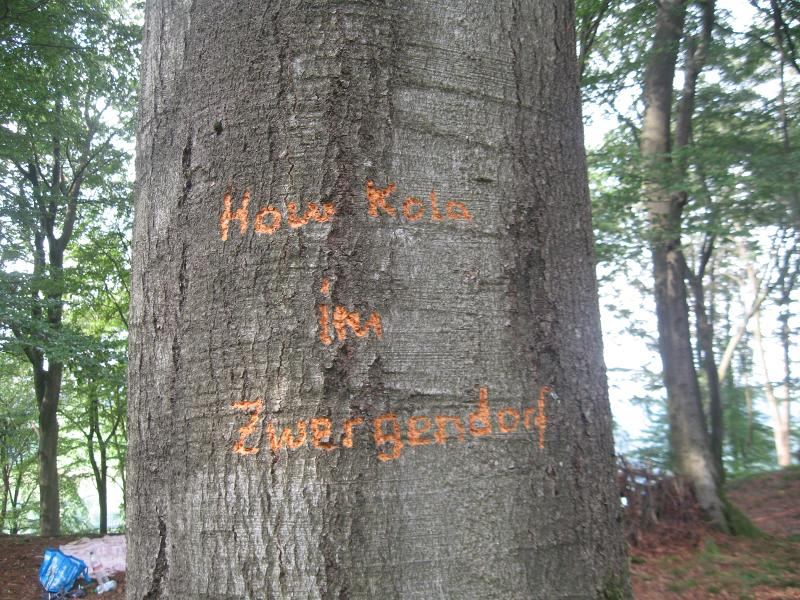 How Kola
im
Zwergendorf